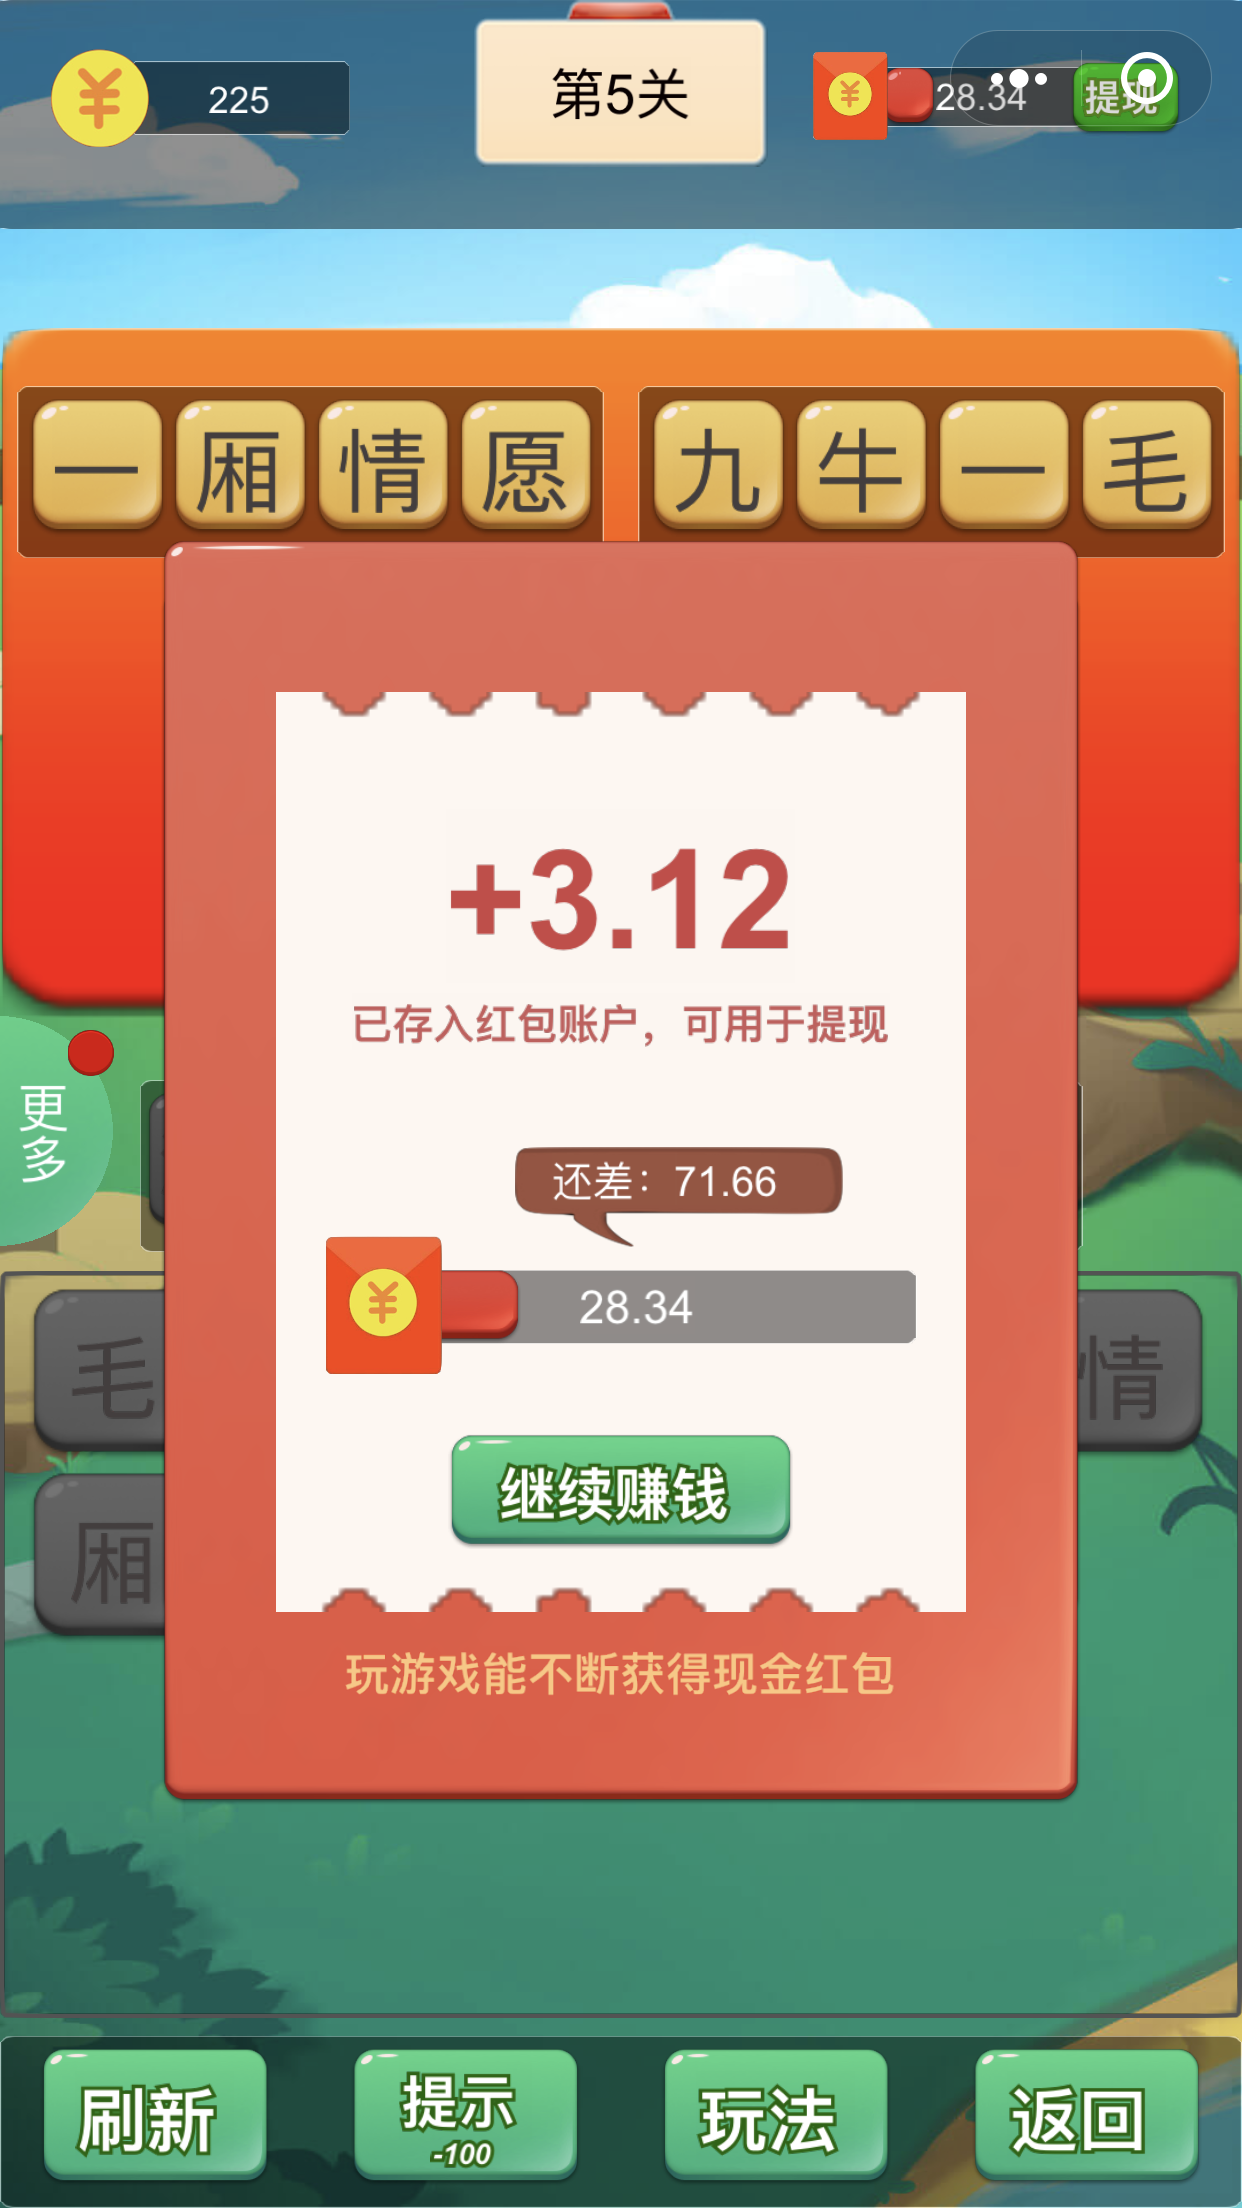 225
第5关
28.34
提现
一厢情愿
九牛一毛
+3.12
已存入红包账户，可用于提现
更多
还差：71.66
28.34
毛
情
继续赚钱
厢
玩游戏能不断获得现金红包
刷新
提示
-100
玩法
返回